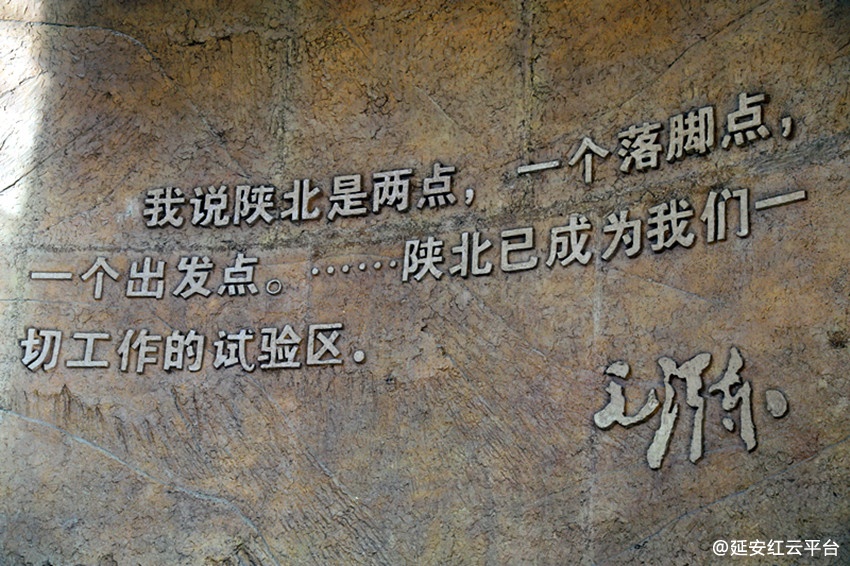 我说陕北是两点，一个落脚点，
一个出发点。……陕北已成为我们一
切工作的试验区.
毛泽东
@延安红云平台